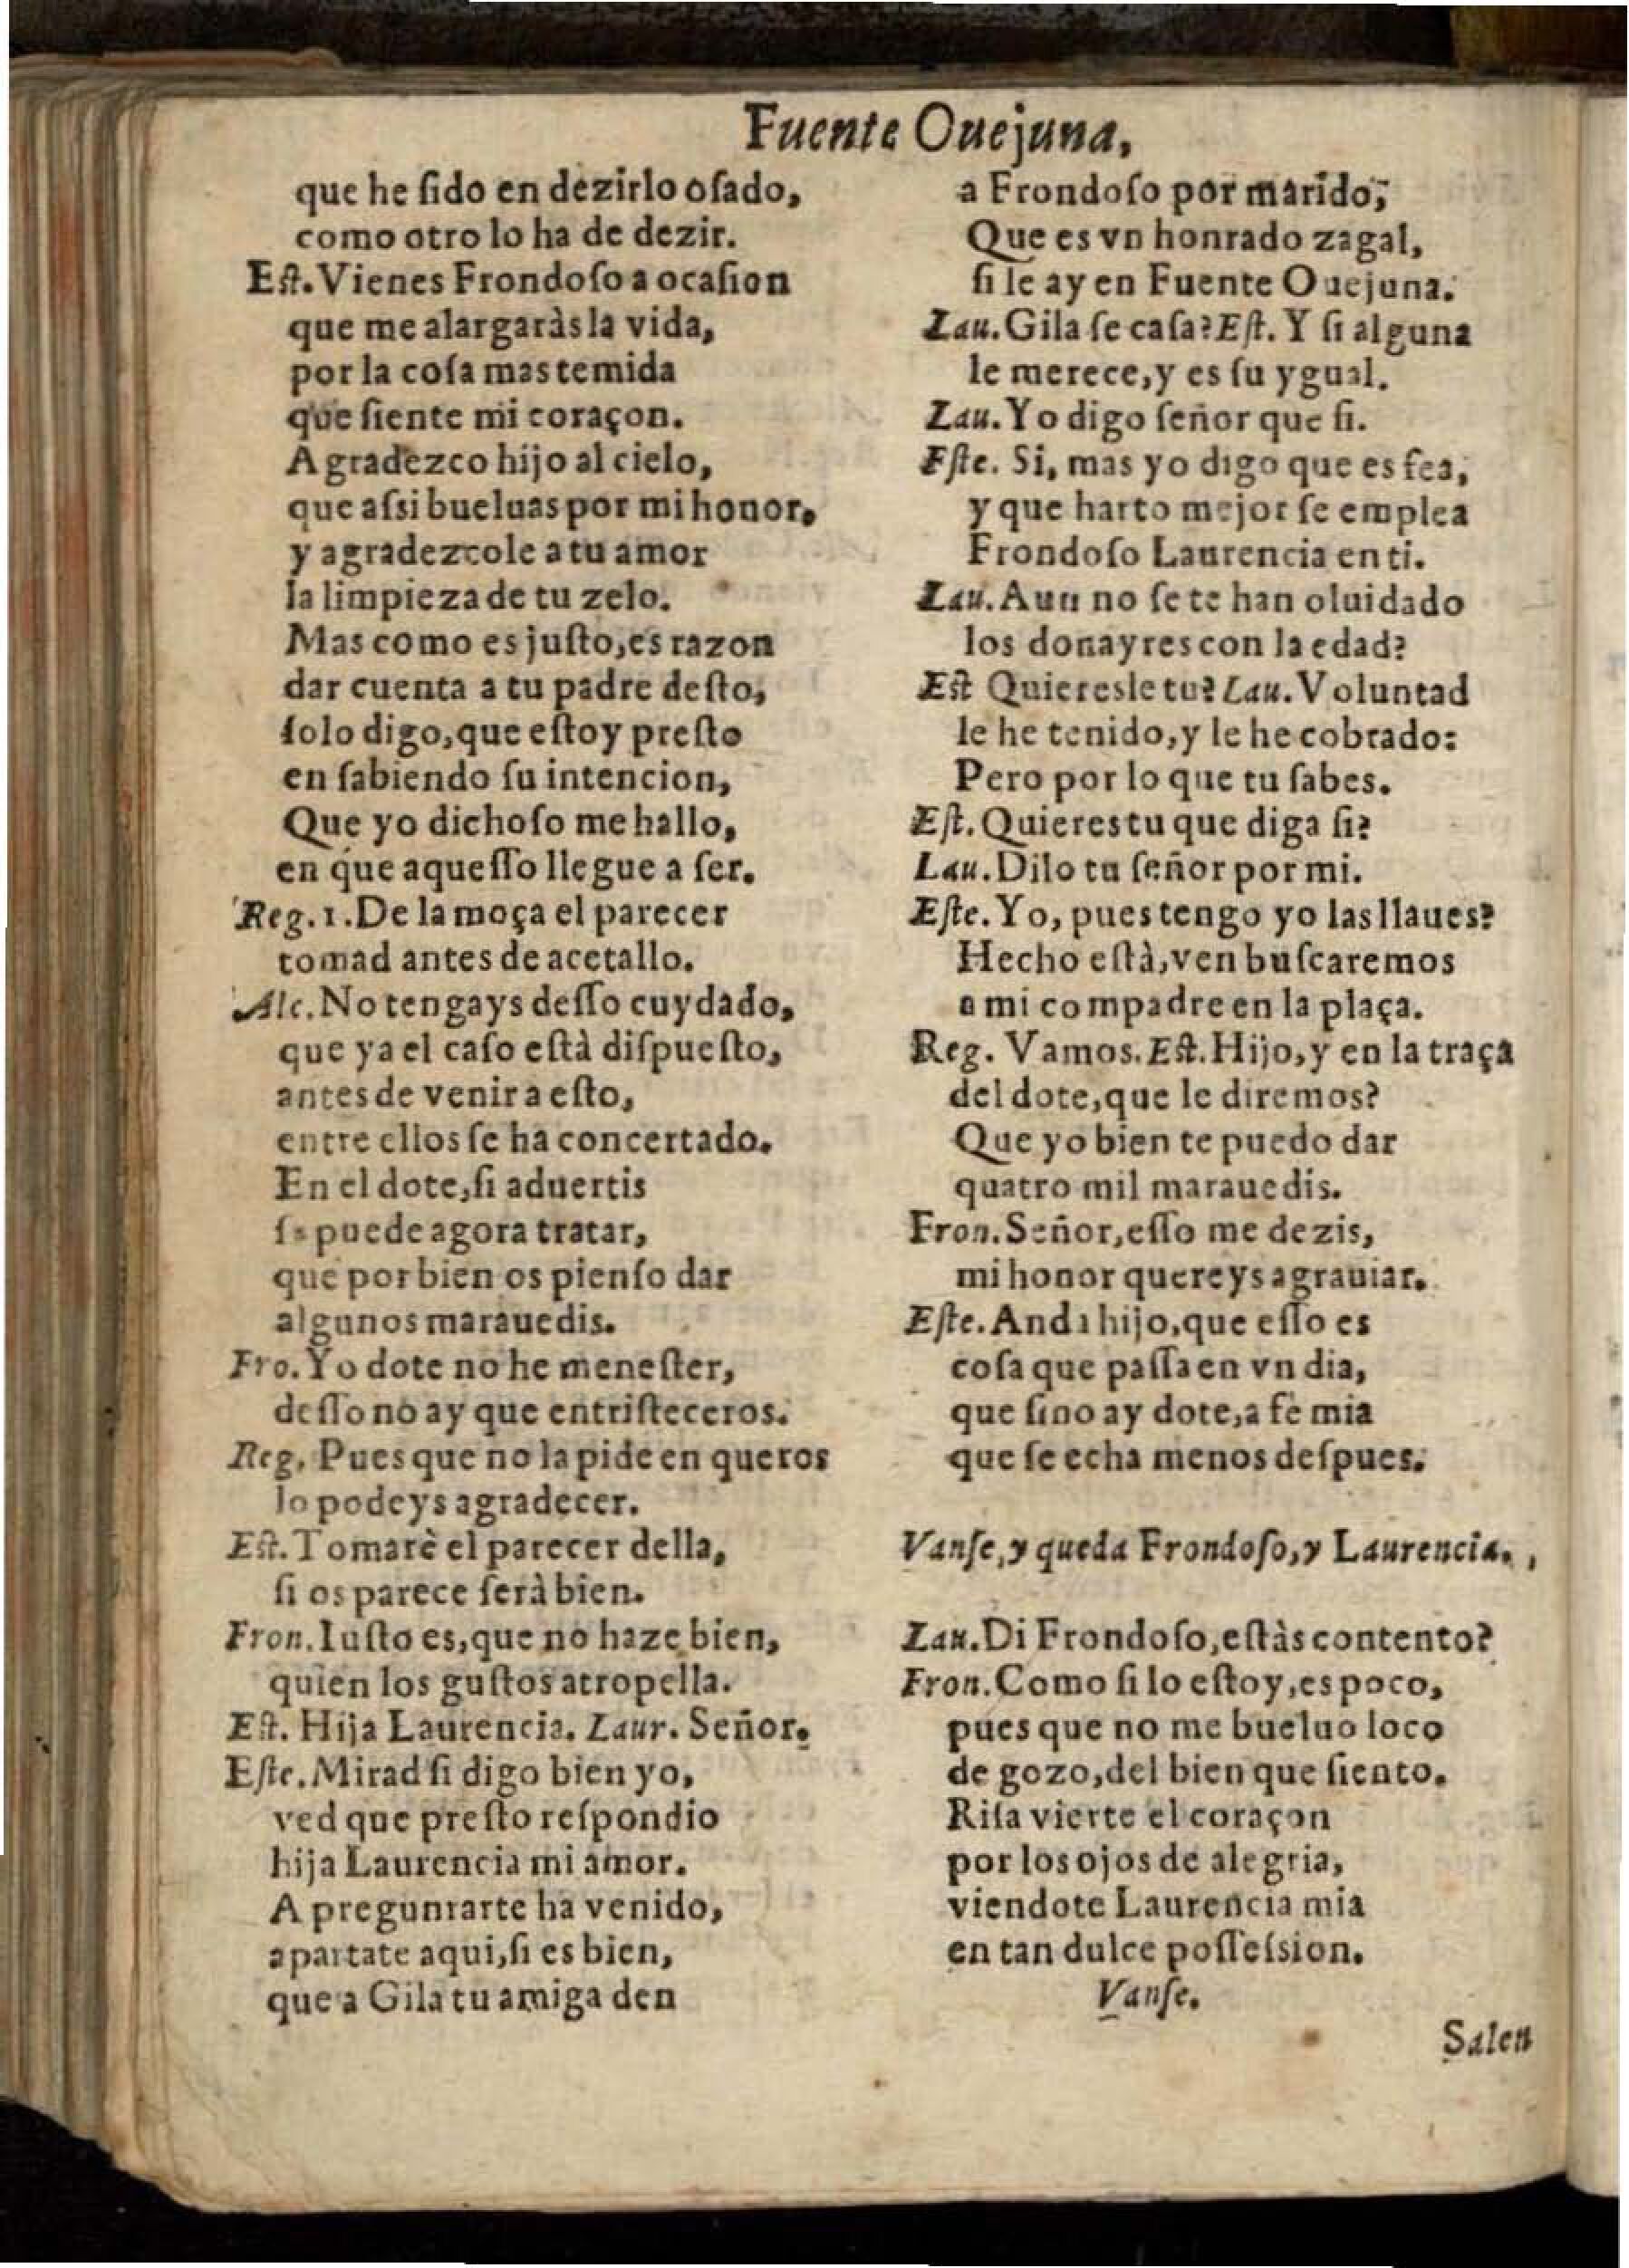 Fuente Ouejuna,
que he ſido en dezirlo oſado,
como otro lo ha de dezir.
Eſt. Vienes Frondoſo a ocaſion
que me alargaràs la vida,
por la coſa mas temida
que ſiente mi coraçon.
Agradezco hijo al cielo,
que aſsi bueluas por mi honor,
y agradezcole a tu amor
la limpieza de tu zelo.
Mas como es juſto, es razon
dar cuenta a tu padre deſto,
ſolo digo, que eſtoy preſto
en ſabiendo ſu intencion,
Que yo dichoſo me hallo,
en que aqueſſo llegue a ſer.
Reg. 1. De la moça el parecer
tomad antes de acetallo.
Alc. No tengays deſſo cuydado,
que ya el caſo eſtà diſpueſto,
antes de venir a eſto,
entre ellos ſe ha concertado.
En el dote, ſi aduertis
ſe puede agora tratar,
que por bien os pienſo dar
algunos marauedis.
Fro. Yo dote no he meneſter,
deſſo no ay que entriſteceros.
Reg. Pues que no la pide en queros
lo podeys agradecer.
Eſt. Tomarè el parecer della,
ſi os parece ſerà bien.
Fron. Iuſto es, que no haze bien,
quien los guſtos atropella.
Eſt. Hija Laurencia. Laur. Señor.
Eſte. Mirad ſi digo bien yo,
ved que preſto reſpondio
hija Laurencia mi amor.
A pregunrarte ha venido,
apartate aqui, ſi es bien,
que a Gila tu amiga den
a Frondoſo por marido,
Que es vn honrado zagal,
ſi le ay en Fuente Ouejuna.
Lau. Gila ſe caſa? Eſt. Y ſi alguna
le merece, y es ſu ygual.
Lau. Yo digo ſeñor que ſi.
Eſte. Si, mas yo digo que es fea,
y que harto mejor ſe emplea
Frondoſo Laurencia en ti.
Lau. Aun no ſe te han oluidado
los donayres con la edad?
Eſt Quieresle tu? Lau. Voluntad
le he tenido, y le he cobrado:
Pero por lo que tu ſabes.
Eſt. Quieres tu que diga ſi?
Lau. Dilo tu ſeñor por mi.
Eſte. Yo, pues tengo yo las llaues?
Hecho eſtà, ven buſcaremos
a mi compadre en la plaça.
Reg. Vamos. Eſt. Hijo, y en la traça
del dote, que le diremos?
Que yo bien te puedo dar
quatro mil marauedis.
Fron. Señor, eſſo me dezis,
mi honor quereys agrauiar.
Eſte. Anda hijo, que eſſo es
coſa que paſſa en vn dia,
que ſino ay dote, a fe mia
que ſe echa menos deſpues.
Vanſe, y queda Frondoſo, y Laurencia.
Lau. Di Frondoſo, eſtàs contento?
Fron. Como ſi lo eſtoy, es poco,
pues que no me bueluo loco
de gozo, del bien que ſiento.
Riſa vierte el coraçon
por los ojos de alegria,
viendote Laurencia mia
en tan dulce poſſeſsion.
Vanſe.
Salen